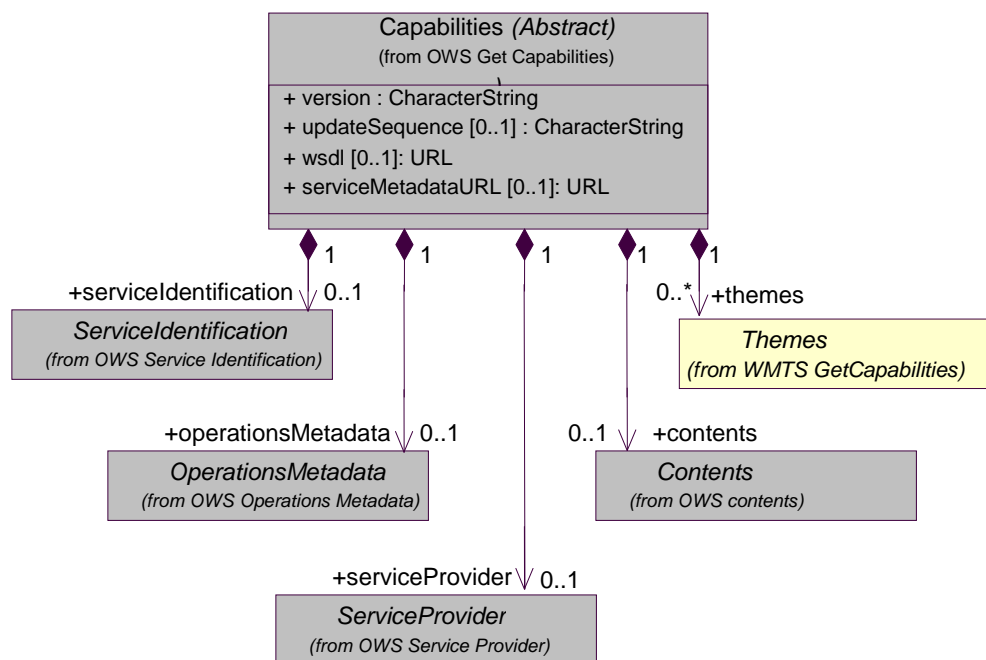 Capabilities (Abstract)
(from OWS Get Capabilities)
)
+ version : CharacterString
+ updateSequence [0..1] : CharacterString
+ wsdl [0..1]: URL
+ serviceMetadataURL [0..1]: URL
1 1 1 1 1
+serviceIdentification 0..1
0..* +themes
ServiceIdentification
(from OWS Service Identification)
Themes
(from WMTS GetCapabilities)
+operationsMetadata 0..1
0..1 +contents
OperationsMetadata
(from OWS Operations Metadata)
Contents
(from OWS contents)
+serviceProvider 0..1
ServiceProvider
(from OWS Service Provider)